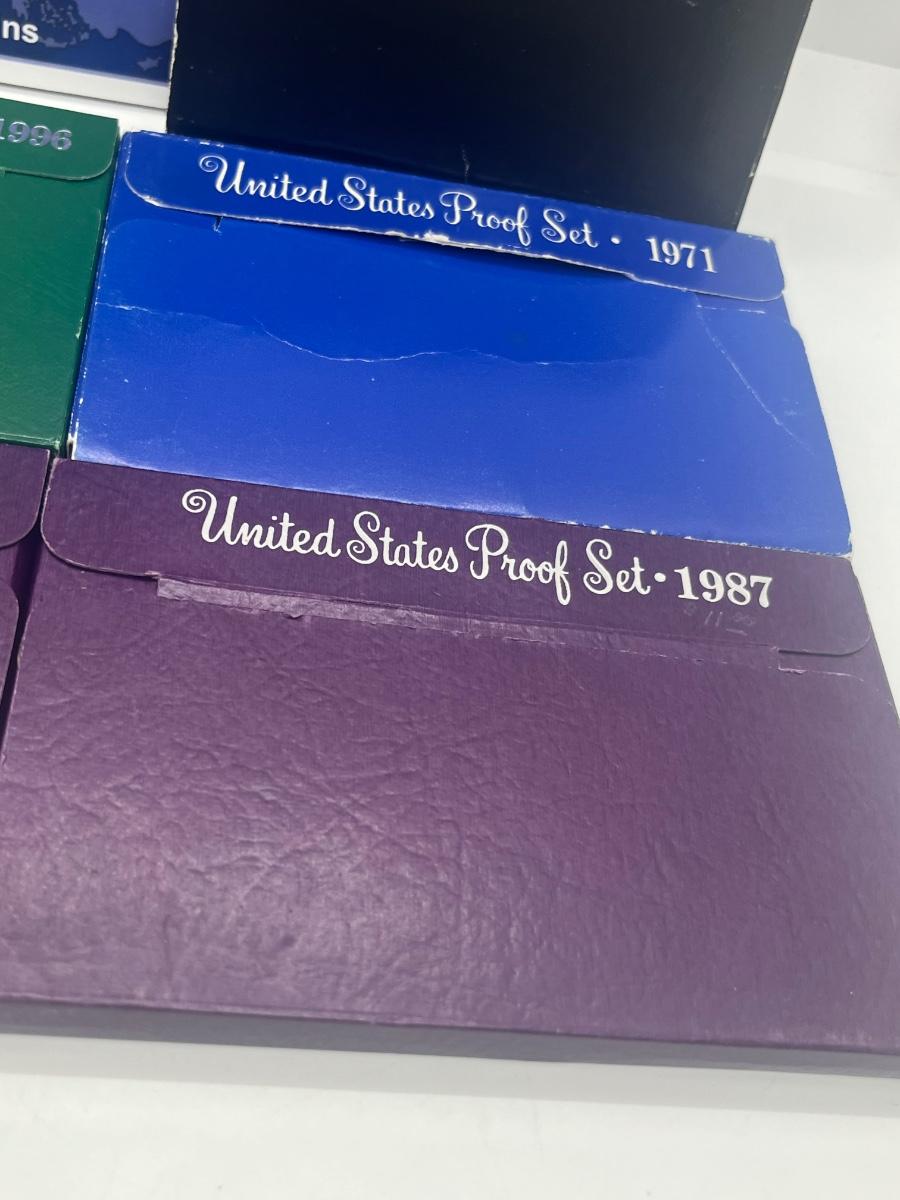 ns
1996
United States Proof Set · 1971
United States Proof Set · 1987